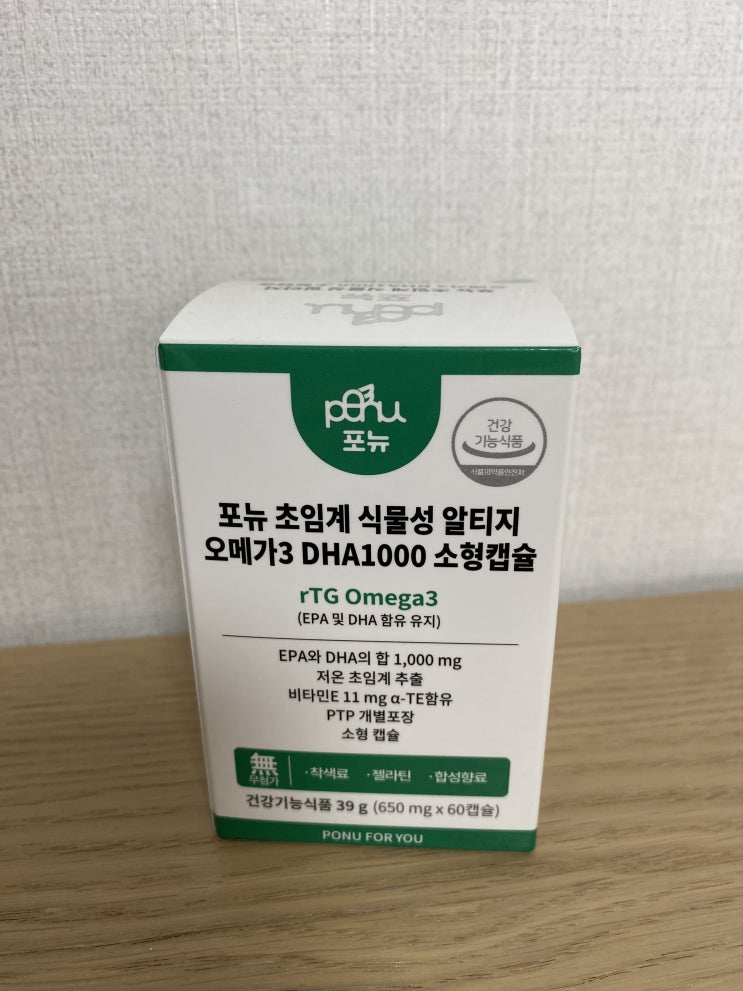 ponu
포뉴
건강
기능식품
식품의약품안전처
포뉴 초임계 식물성 알티지
오메가3 DHA1000 소형캡슐
rTG Omega3
(EPA 및 DHA 함유 유지)
EPA와 DHA의 합 1,000 mg
저온 초임계 추출
비타민E 11 mg α-TE함유
PTP 개별포장
소형 캡슐
無
무첨가
·착색료 ·젤라틴 ·합성향료
건강기능식품 39 g (650 mg x 60캡슐)
PONU FOR YOU